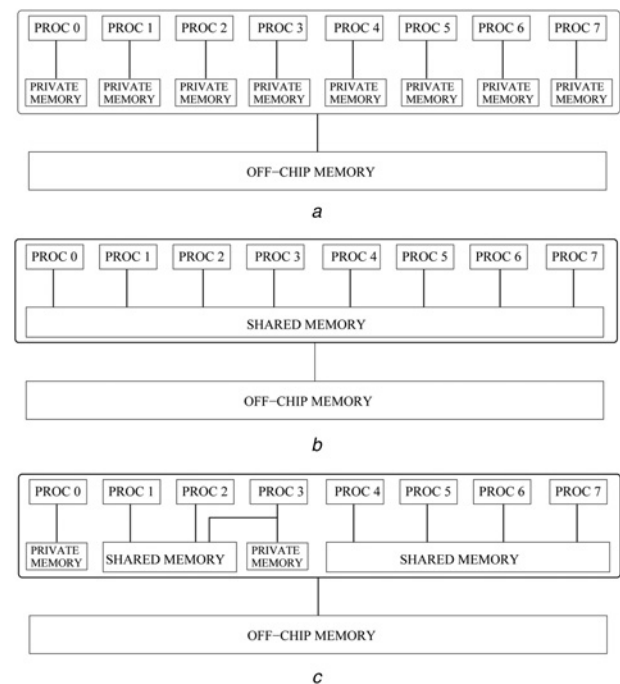 PROC 0 PROC 1 PROC 2 PROC 3 PROC 4 PROC 5 PROC 6 PROC 7
PRIVATE PRIVATE PRIVATE PRIVATE PRIVATE PRIVATE PRIVATE PRIVATE
MEMORY MEMORY MEMORY MEMORY MEMORY MEMORY MEMORY MEMORY
OFF−CHIP MEMORY
a
PROC 0 PROC 1 PROC 2 PROC 3 PROC 4 PROC 5 PROC 6 PROC 7
SHARED MEMORY
OFF−CHIP MEMORY
b
PROC 0 PROC 1 PROC 2 PROC 3 PROC 4 PROC 5 PROC 6 PROC 7
PRIVATE
MEMORY
SHARED MEMORY
PRIVATE
MEMORY
SHARED MEMORY
OFF−CHIP MEMORY
c